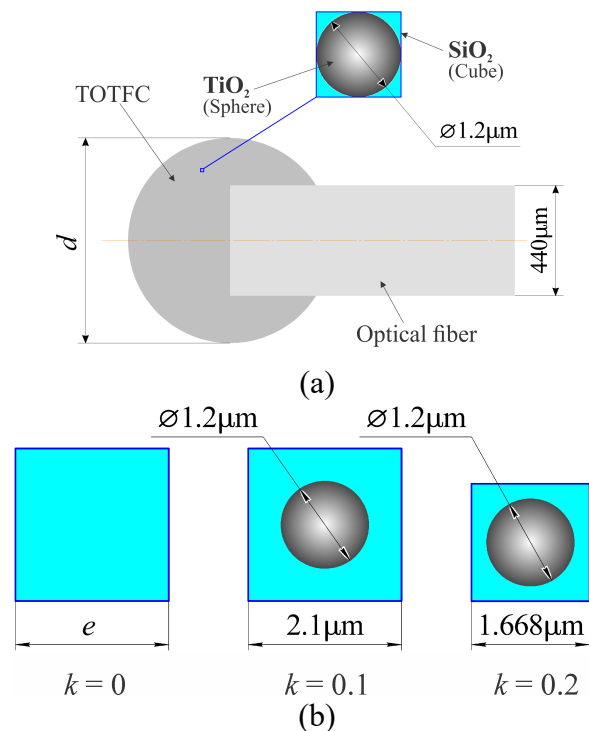 SiO₂
(Cube)
TiO₂
(Sphere)
TOTFC
⌀1.2μm
d
440μm
Optical fiber
(a)
⌀1.2μm
⌀1.2μm
e
2.1μm
1.668μm
k = 0
k = 0.1
k = 0.2
(b)